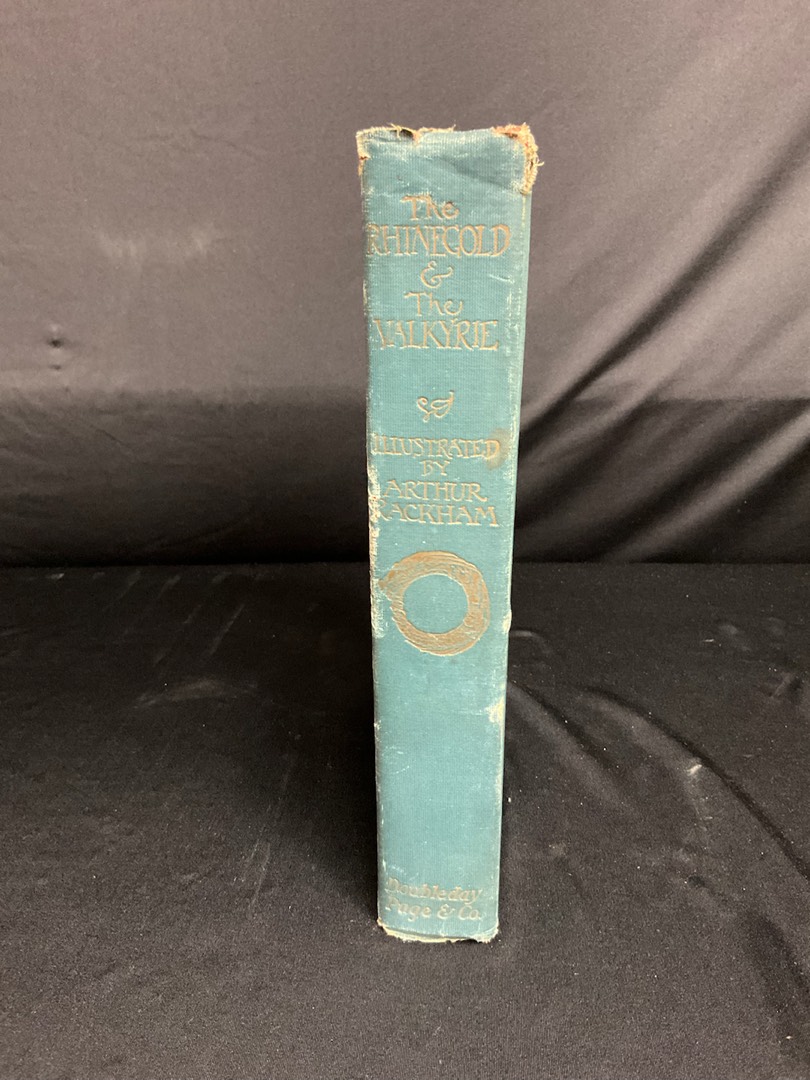 The
RHINEGOLD
&
The
VALKYRIE
ILLUSTRATED
BY
ARTHUR
RACKHAM
Doubleday
Page & Co.